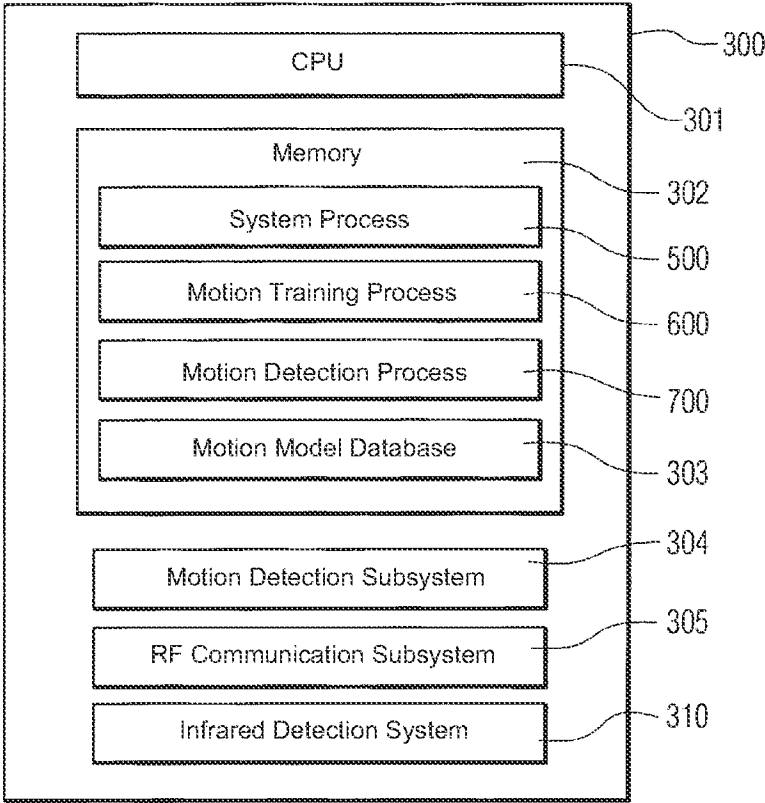 CPU
300
301
Memory
302
System Process
500
Motion Training Process
600
Motion Detection Process
700
Motion Model Database
303
Motion Detection Subsystem
304
RF Communication Subsystem
305
Infrared Detection System
310